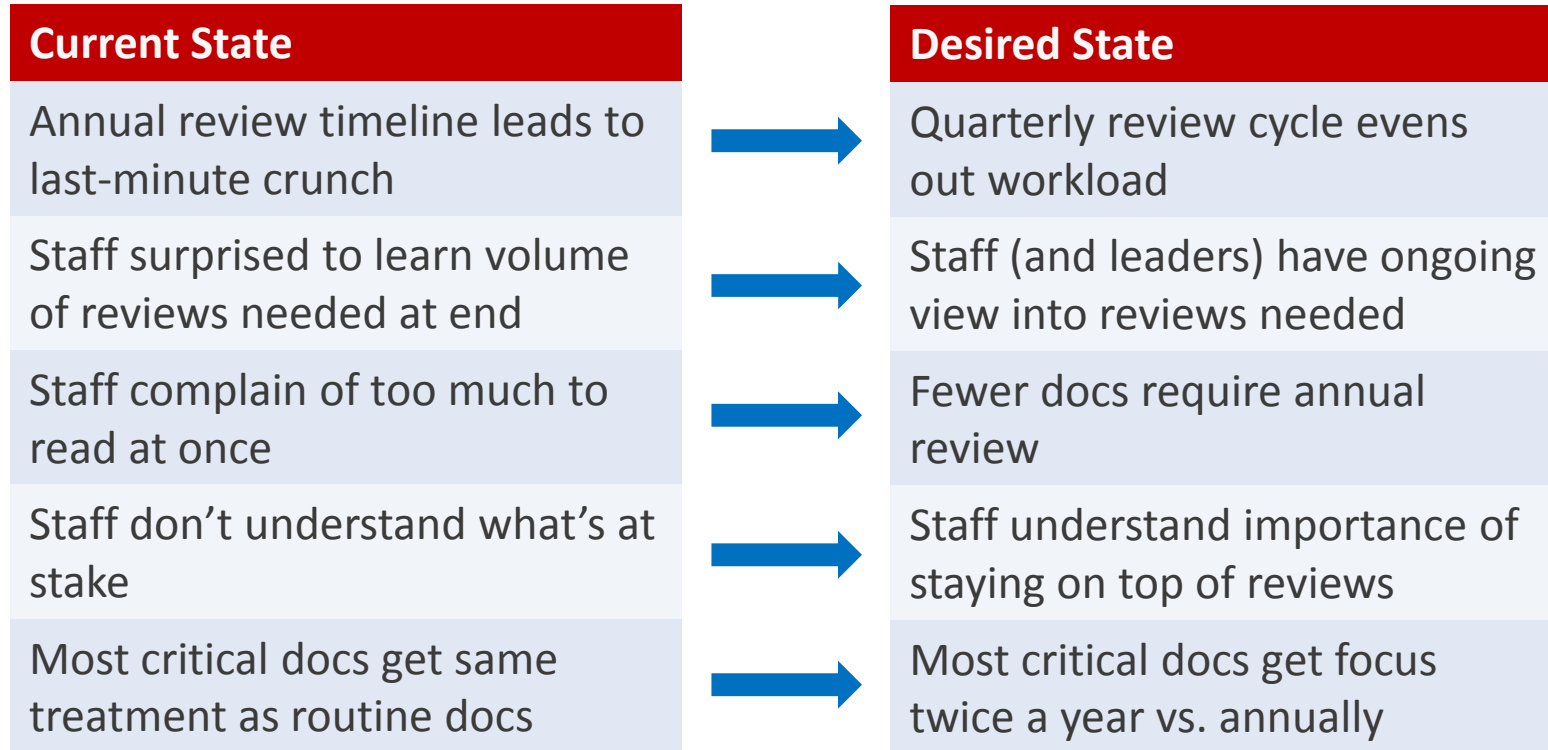 Current State
Desired State
Annual review timeline leads to
last-minute crunch
Quarterly review cycle evens
out workload
Staff surprised to learn volume
of reviews needed at end
Staff (and leaders) have ongoing
view into reviews needed
Staff complain of too much to
read at once
Fewer docs require annual
review
Staff don’t understand what’s at
stake
Staff understand importance of
staying on top of reviews
Most critical docs get same
treatment as routine docs
Most critical docs get focus
twice a year vs. annually